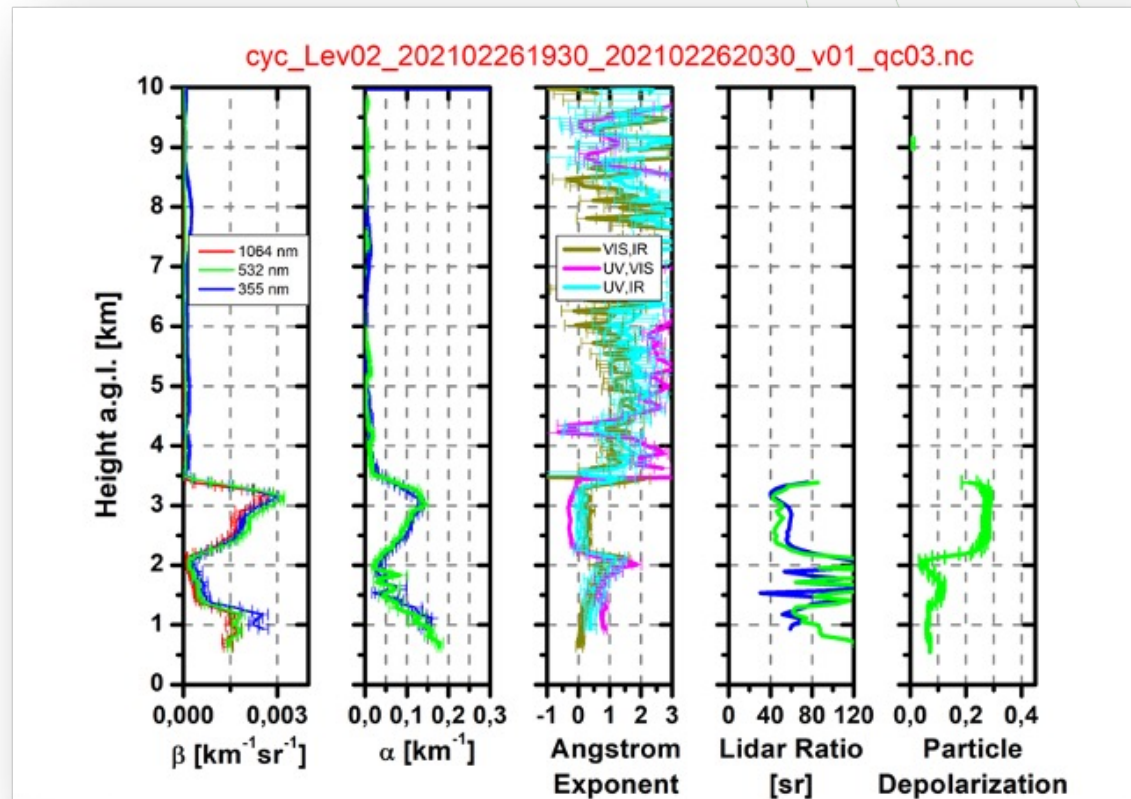 cyc_Lev02_202102261930_202102262030_v01_qc03.nc
Height a.g.l. [km]
10
9
8
7
6
5
4
3
2
1
0
1064 nm
532 nm
355 nm
VIS,IR
UV,VIS
UV,IR
0,000 0,003
0,0 0,1 0,2 0,3
-1 0 1 2 3
0 40 80 120
0,0 0,2 0,4
β [km⁻¹sr⁻¹]
α [km⁻¹]
Angstrom
Exponent
Lidar Ratio
[sr]
Particle
Depolarization